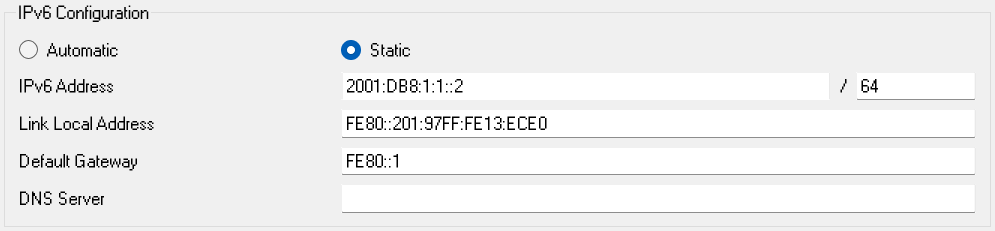 IPv6 Configuration
Automatic Static
IPv6 Address 2001:DB8:1:1::2 / 64
Link Local Address FE80::201:97FF:FE13:ECE0
Default Gateway FE80::1
DNS Server